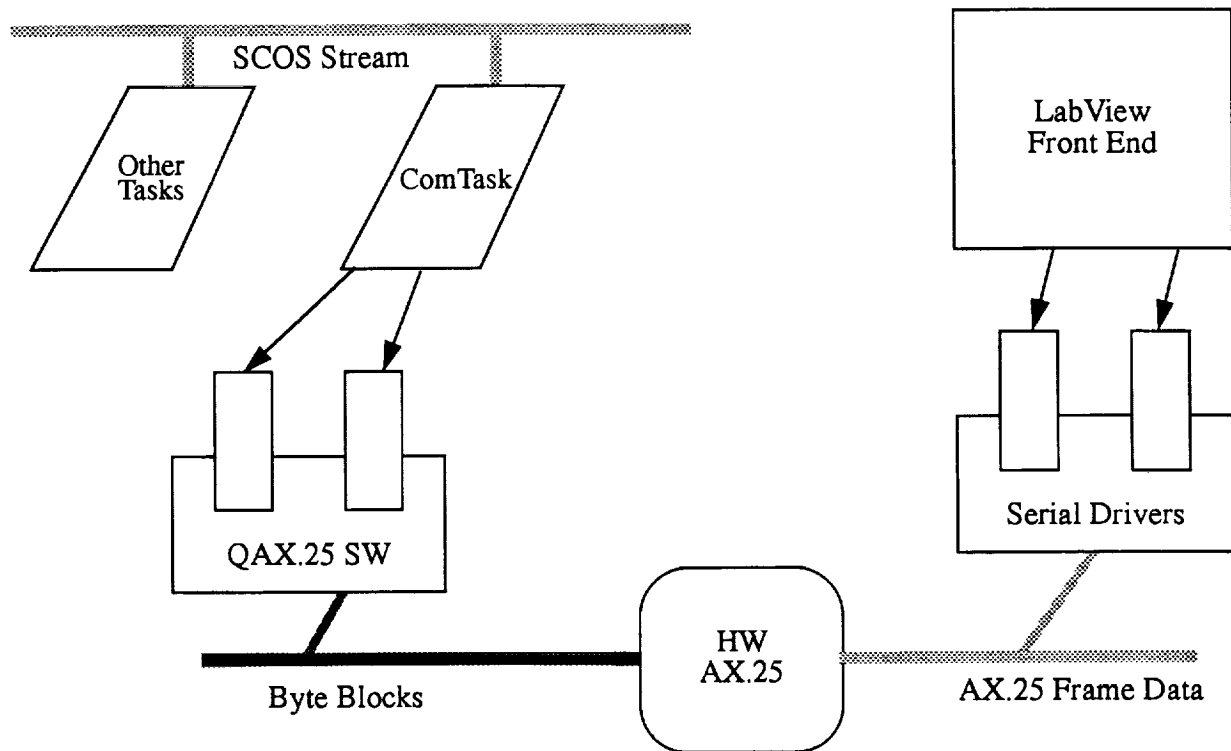 SCOS Stream
Other
Tasks
ComTask
LabView
Front End
QAX.25 SW
Serial Drivers
HW
AX.25
Byte Blocks
AX.25 Frame Data